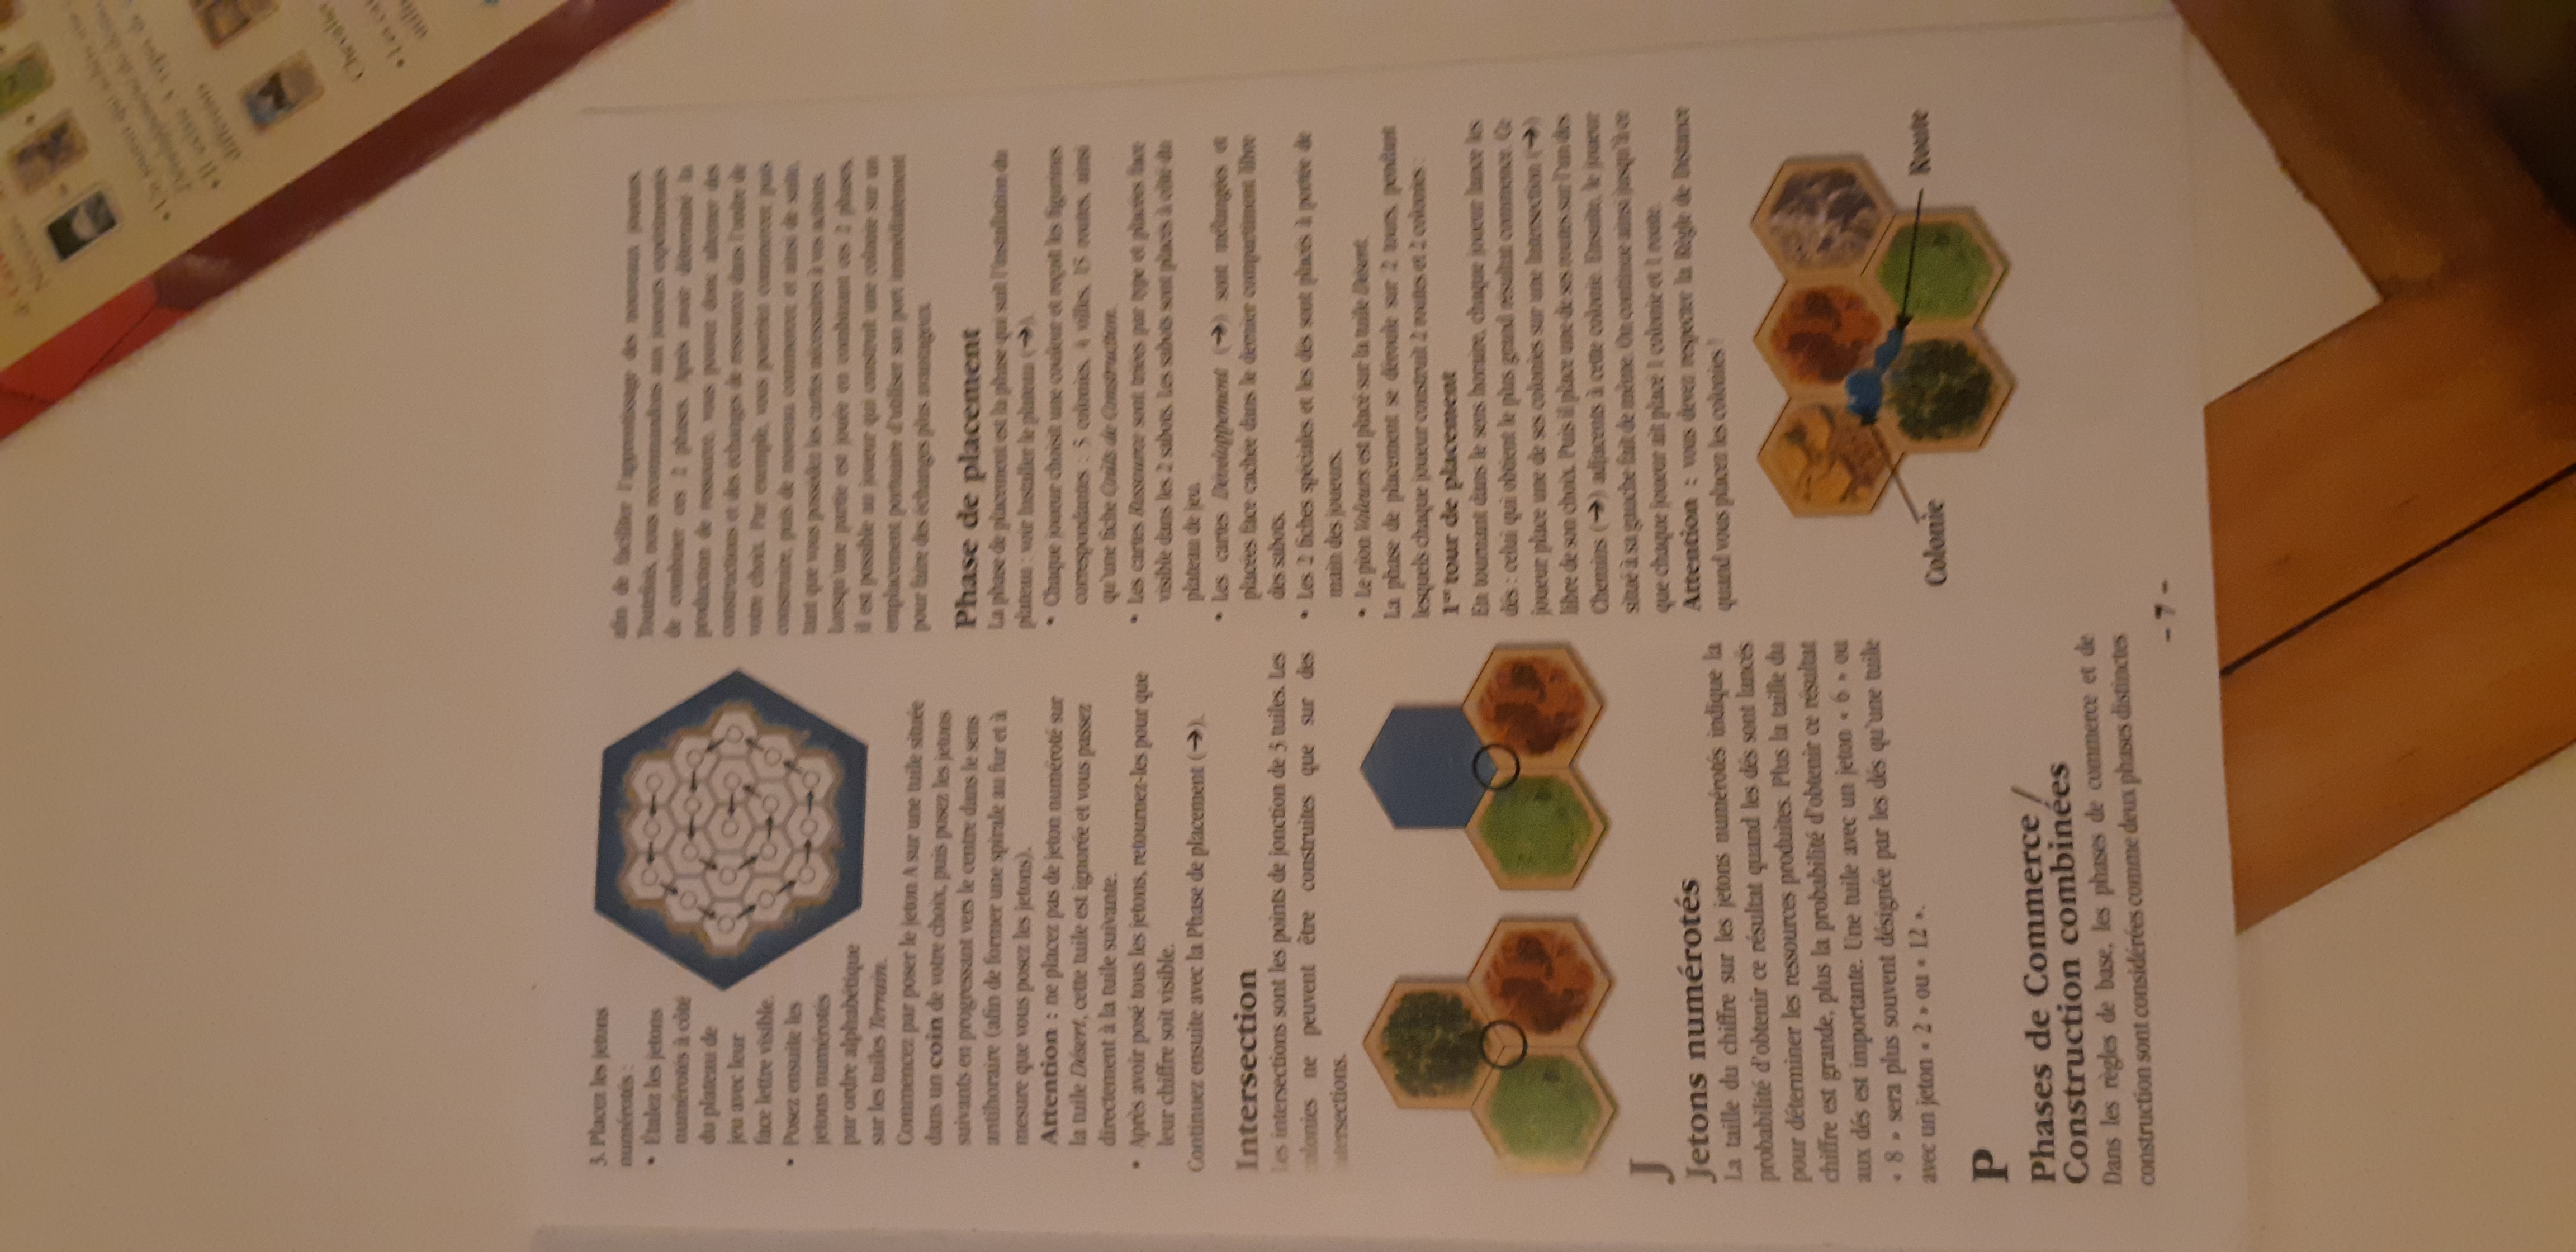 3. Placez les jetons
numérotés :
• Étalez les jetons
numérotés à côté
du plateau de
jeu avec leur
face lettre visible.
• Posez ensuite les
jetons numérotés
par ordre alphabétique
sur les tuiles Terrain.
Commencez par poser le jeton A sur une tuile située
dans un coin de votre choix, puis posez les jetons
suivants en progressant vers le centre dans le sens
antihoraire (afin de former une spirale au fur et à
mesure que vous posez les jetons).
Attention : ne placez pas de jeton numéroté sur
la tuile Désert, cette tuile est ignorée et vous passez
directement à la tuile suivante.
• Après avoir posé tous les jetons, retournez-les pour que
leur chiffre soit visible.
Continuez ensuite avec la Phase de placement (➔).
Intersection
Les intersections sont les points de jonction de 3 tuiles. Les
colonies ne peuvent être construites que sur des
intersections.
J
Jetons numérotés
La taille du chiffre sur les jetons numérotés indique la
probabilité d'obtenir ce résultat quand les dés sont lancés
pour déterminer les ressources produites. Plus la taille du
chiffre est grande, plus la probabilité d'obtenir ce résultat
aux dés est importante. Une tuile avec un jeton « 6 » ou
« 8 » sera plus souvent désignée par les dés qu'une tuile
avec un jeton « 2 » ou « 12 ».
P
Phases de Commerce /
Construction combinées
Dans les règles de base, les phases de commerce et de
construction sont considérées comme deux phases distinctes
afin de faciliter l'apprentissage des nouveaux joueurs.
Toutefois, nous recommandons aux joueurs expérimentés
de combiner ces 2 phases. Après avoir déterminé la
production de ressource, vous pouvez donc alterner des
constructions et des échanges de ressource dans l'ordre de
votre choix. Par exemple, vous pourriez commercer, puis
construire, puis de nouveau commercer, et ainsi de suite,
tant que vous possédez les cartes nécessaires à vos actions.
Lorsqu'une partie est jouée en combinant ces 2 phases,
il est possible au joueur qui construit une colonie sur un
emplacement portuaire d'utiliser son port immédiatement
pour faire des échanges plus avantageux.
Phase de placement
La phase de placement est la phase qui suit l'installation du
plateau : voir Installer le plateau (➔).
• Chaque joueur choisit une couleur et reçoit les figurines
correspondantes : 5 colonies, 4 villes, 15 routes, ainsi
qu'une fiche Coûts de Construction.
• Les cartes Ressource sont triées par type et placées face
visible dans les 2 sabots. Les sabots sont placés à côté du
plateau de jeu.
• Les cartes Développement (➔) sont mélangées et
placées face cachée dans le dernier compartiment libre
des sabots.
• Les 2 fiches spéciales et les dés sont placés à portée de
main des joueurs.
• Le pion Voleurs est placé sur la tuile Désert.
La phase de placement se déroule sur 2 tours, pendant
lesquels chaque joueur construit 2 routes et 2 colonies :
1er tour de placement
En tournant dans le sens horaire, chaque joueur lance les
dés : celui qui obtient le plus grand résultat commence. Ce
joueur place une de ses colonies sur une Intersection (➔)
libre de son choix. Puis il place une de ses routes sur l'un des
Chemins (➔) adjacents à cette colonie. Ensuite, le joueur
situé à sa gauche fait de même. On continue ainsi jusqu'à ce
que chaque joueur ait placé 1 colonie et 1 route.
Attention : vous devez respecter la Règle de Distance
quand vous placez les colonies !
Colonie
Route
- 7 -
• Un joueur qui
• Il existe
différents
Chevalier
• Les